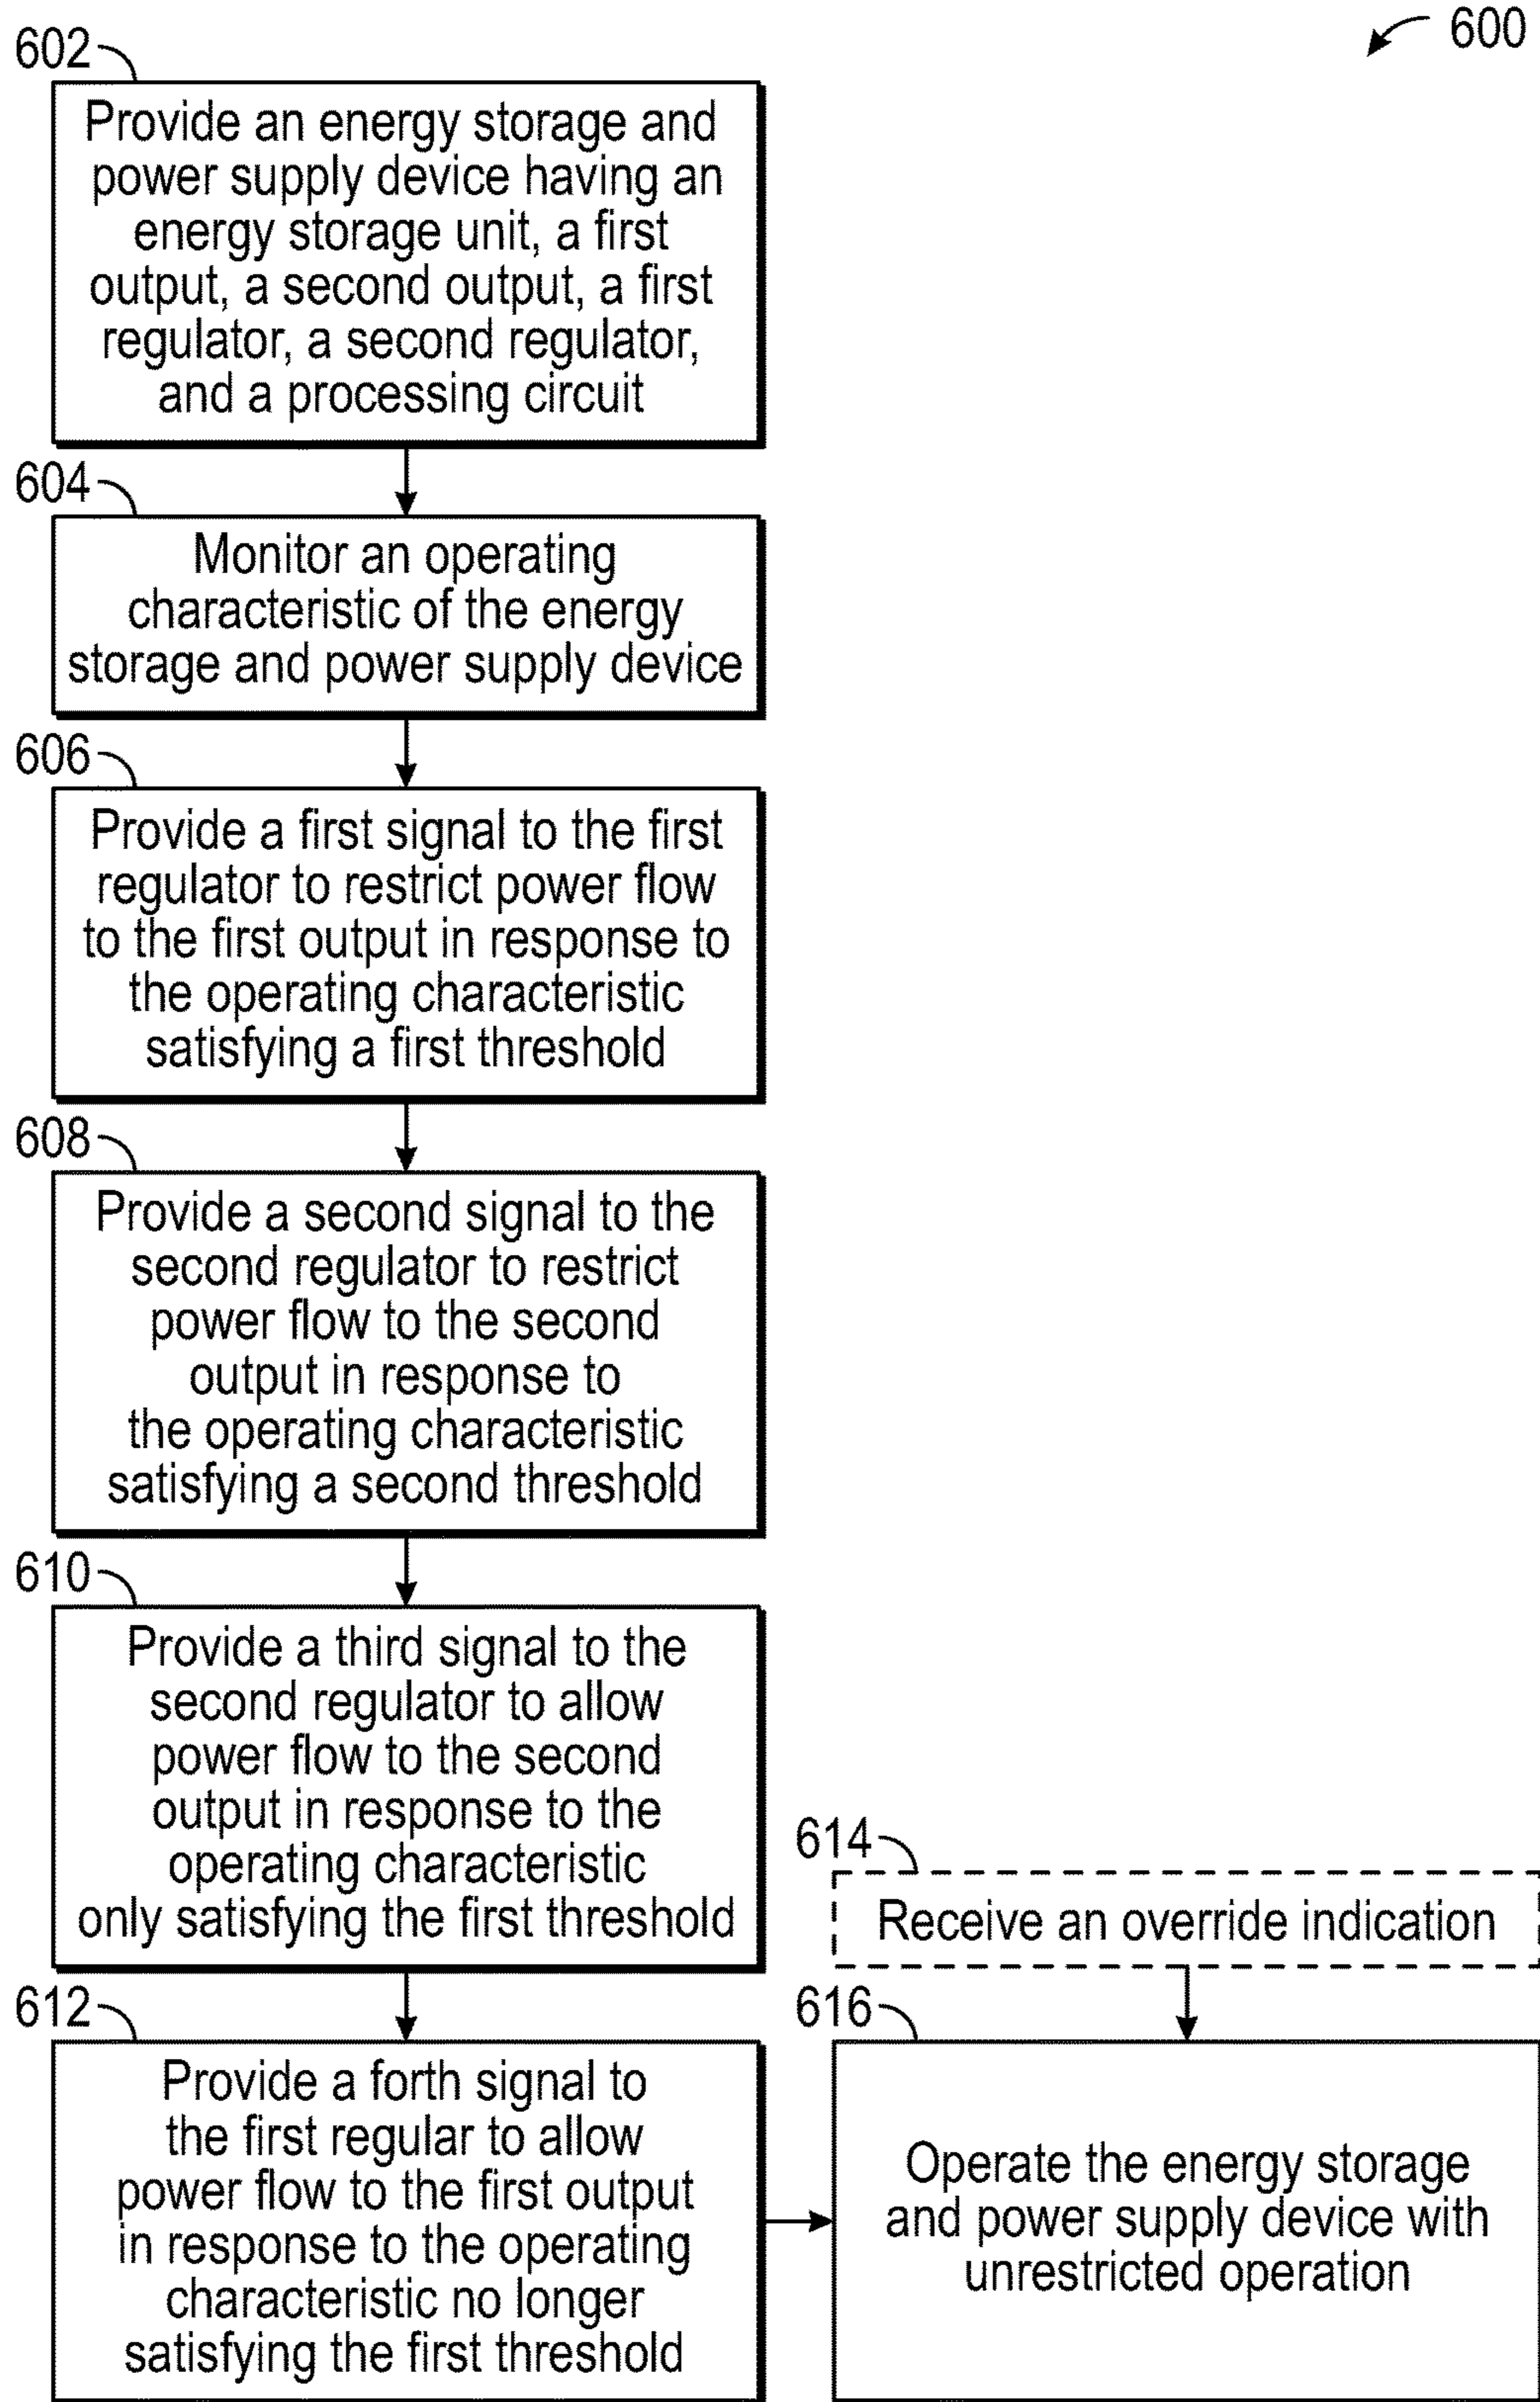 600
602
Provide an energy storage and
power supply device having an
energy storage unit, a first
output, a second output, a first
regulator, a second regulator,
and a processing circuit
604
Monitor an operating
characteristic of the energy
storage and power supply device
606
Provide a first signal to the first
regulator to restrict power flow
to the first output in response to
the operating characteristic
satisfying a first threshold
608
Provide a second signal to the
second regulator to restrict
power flow to the second
output in response to
the operating characteristic
satisfying a second threshold
610
Provide a third signal to the
second regulator to allow
power flow to the second
output in response to the
operating characteristic
only satisfying the first threshold
612
Provide a forth signal to
the first regular to allow
power flow to the first output
in response to the operating
characteristic no longer
satisfying the first threshold
614
Receive an override indication
616
Operate the energy storage
and power supply device with
unrestricted operation